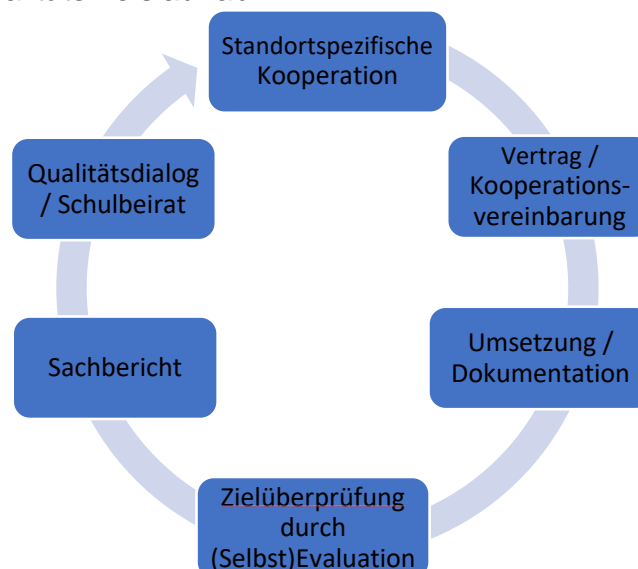 Standortspezifische
Kooperation
Vertrag /
Kooperations-
vereinbarung
Umsetzung /
Dokumentation
Zielüberprüfung
durch
(Selbst)Evaluation
Sachbericht
Qualitätsdialog
/ Schulbeirat